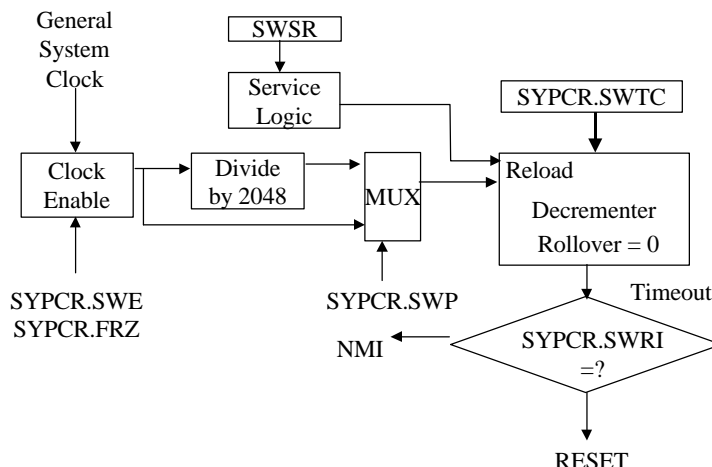 General
System
Clock
SWSR
Service
Logic
SYPCR.SWTC
Clock
Enable
Divide
by 2048
MUX
Reload
Decrementer
Rollover = 0
SYPCR.SWE
SYPCR.FRZ
SYPCR.SWP
Timeout
NMI
SYPCR.SWRI
=?
RESET